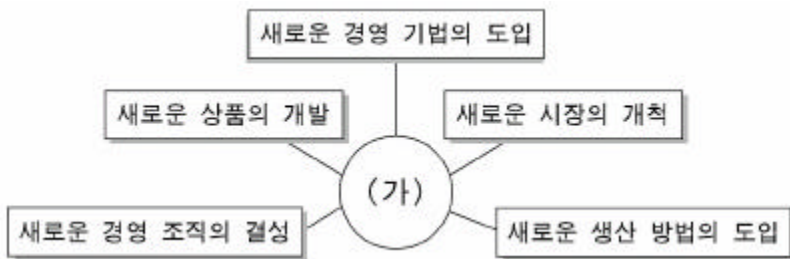 새로운 경영 기법의 도입
새로운 상품의 개발
새로운 시장의 개척
(가)
새로운 경영 조직의 결성
새로운 생산 방법의 도입